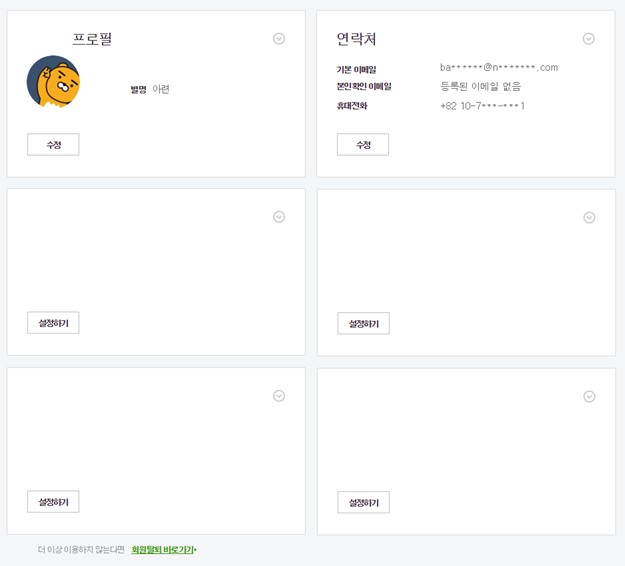 프로필
별명 아련
수정
연락처
기본 이메일 ba******@n*******.com
본인확인 이메일 등록된 이메일 없음
휴대전화 +82 10-7***-***1
수정
설정하기
설정하기
설정하기
설정하기
더 이상 이용하지 않는다면 회원탈퇴 바로가기